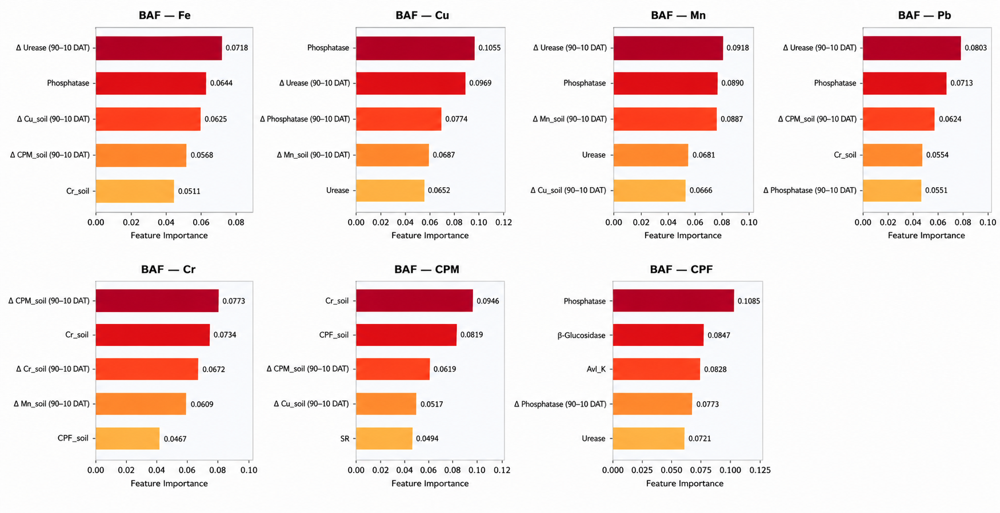 BAF — Fe
Δ Urease (90–10 DAT)
0.0718
Phosphatase
0.0644
Δ Cu_soil (90–10 DAT)
0.0625
Δ CPM_soil (90–10 DAT)
0.0568
Cr_soil
0.0511
0.00 0.02 0.04 0.06 0.08
Feature Importance
BAF — Cu
Phosphatase
0.1055
Δ Urease (90–10 DAT)
0.0969
Δ Phosphatase (90–10 DAT)
0.0774
Δ Mn_soil (90–10 DAT)
0.0687
Urease
0.0652
0.00 0.02 0.04 0.06 0.08 0.10 0.12
Feature Importance
BAF — Mn
Δ Urease (90–10 DAT)
0.0918
Phosphatase
0.0890
Δ Mn_soil (90–10 DAT)
0.0887
Urease
0.0681
Δ Cu_soil (90–10 DAT)
0.0666
0.00 0.02 0.04 0.06 0.08 0.10
Feature Importance
BAF — Pb
Δ Urease (90–10 DAT)
0.0803
Phosphatase
0.0713
Δ CPM_soil (90–10 DAT)
0.0624
Cr_soil
0.0554
Δ Phosphatase (90–10 DAT)
0.0551
0.00 0.02 0.04 0.06 0.08 0.10
Feature Importance
BAF — Cr
Δ CPM_soil (90–10 DAT)
0.0773
Cr_soil
0.0734
Δ Cr_soil (90–10 DAT)
0.0672
Δ Mn_soil (90–10 DAT)
0.0609
CPF_soil
0.0467
0.00 0.02 0.04 0.06 0.08 0.10
Feature Importance
BAF — CPM
Cr_soil
0.0946
CPF_soil
0.0819
Δ CPM_soil (90–10 DAT)
0.0619
Δ Cu_soil (90–10 DAT)
0.0517
SR
0.0494
0.00 0.02 0.04 0.06 0.08 0.10 0.12
Feature Importance
BAF — CPF
Phosphatase
0.1085
β-Glucosidase
0.0847
Avl_K
0.0828
Δ Phosphatase (90–10 DAT)
0.0773
Urease
0.0721
0.000 0.025 0.050 0.075 0.100 0.125
Feature Importance